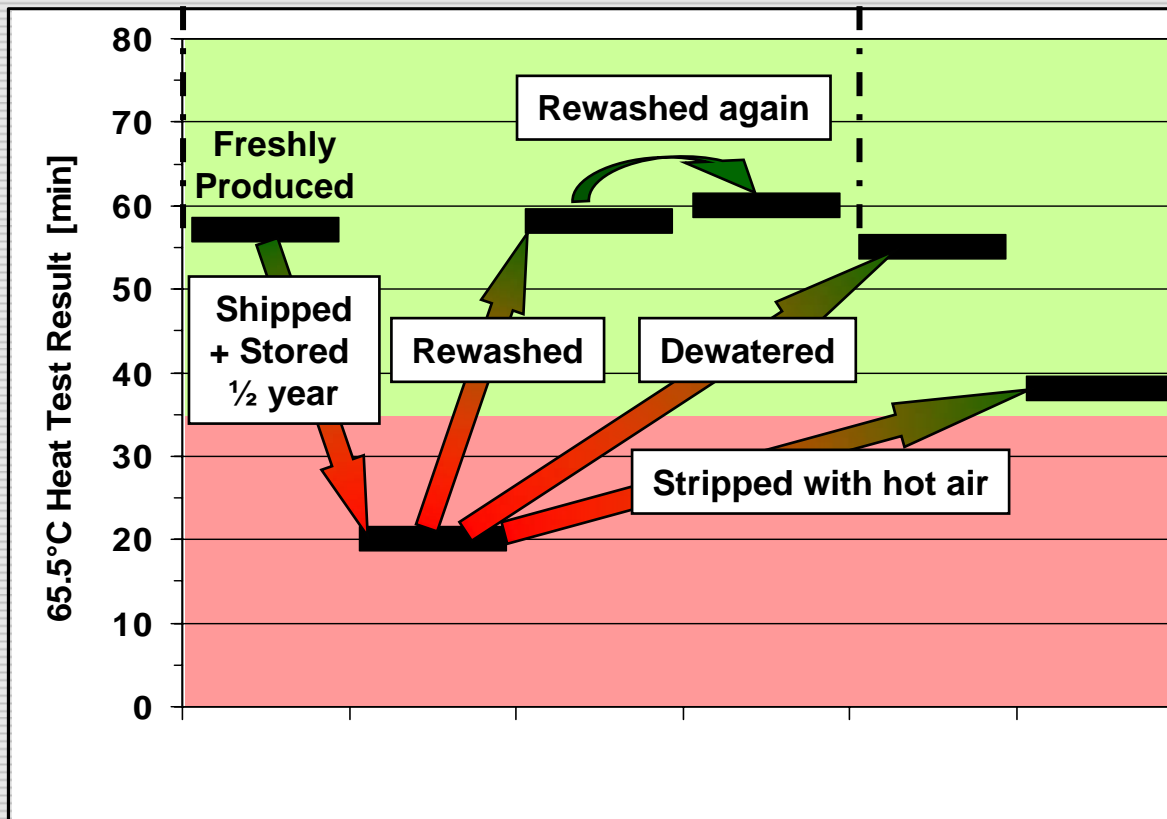 80
70
60
50
40
30
20
10
0
65.5°C Heat Test Result [min]
Freshly
Produced
Rewashed again
Shipped
+ Stored
½ year
Rewashed
Dewatered
Stripped with hot air